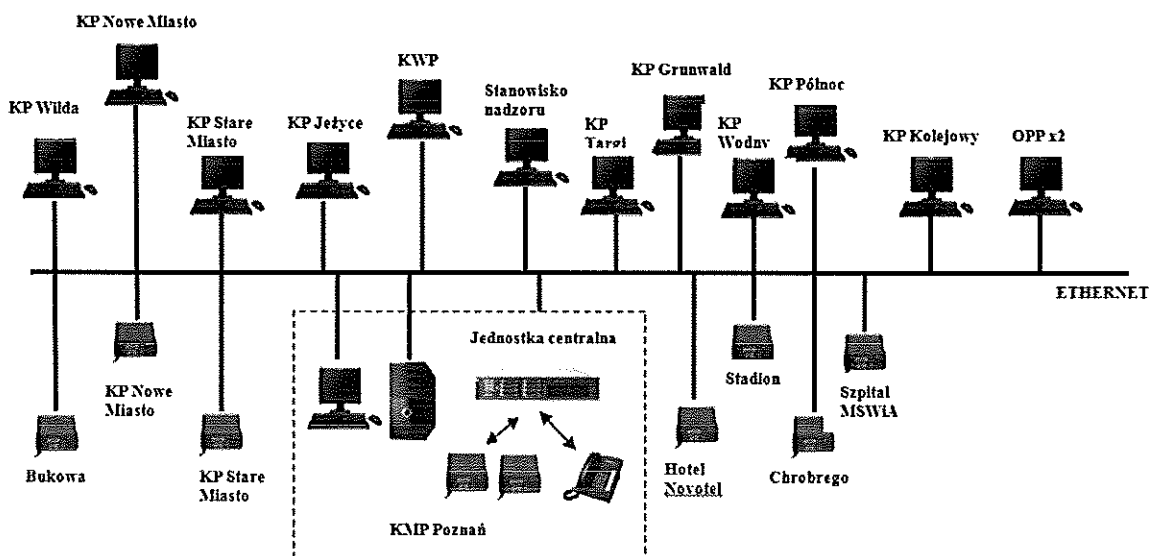 KP Nowe Miasto
KWP
KP Grunwald
KP Wilda
Stanowisko
nadzoru
KP Północ
KP Stare
Miasto
KP Jeżyce
KP
Targi
KP
Wodny
KP Kolejowy
OPP x2
ETHERNET
Jednostka centralna
KP Nowe
Miasto
Stadion
Szpital
MSWiA
Bukowa
KP Stare
Miasto
Hotel
Novotel
Chrobrego
KMP Poznań